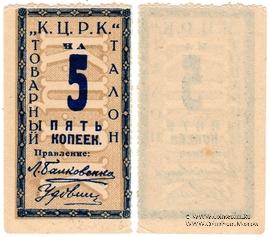 „К.Ц.Р.К."
ТОВАРНЫЙ
НА
ТАЛОН
5
ПЯТЬ
КОПЕЕК.
Правление: